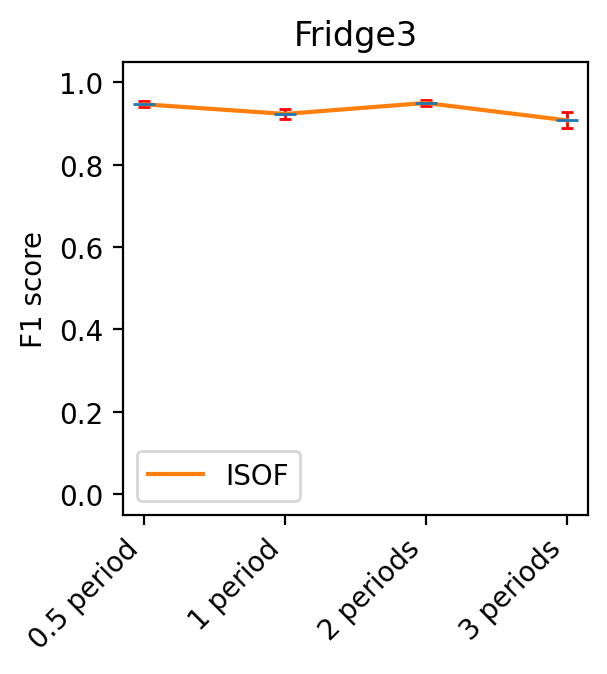 Fridge3
1.0
0.8
0.6
0.4
0.2
0.0
F1 score
ISOF
0.5 period
1 period
2 periods
3 periods